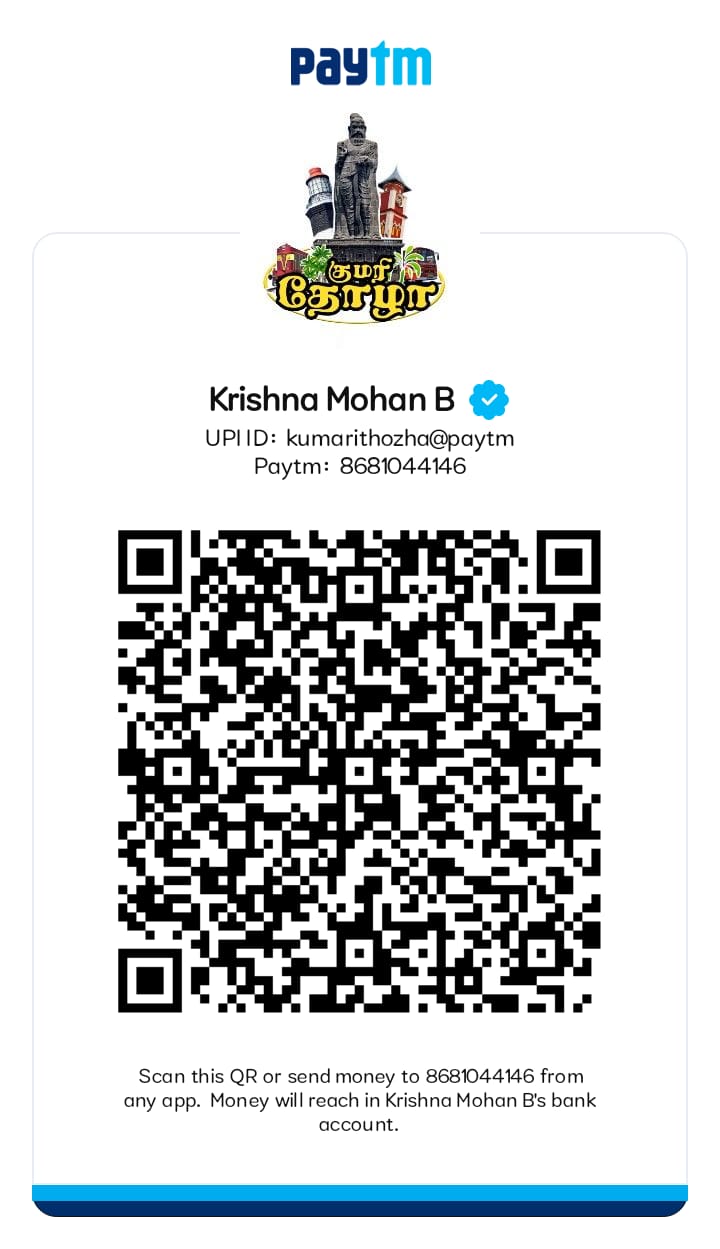 paytm
குமரி
தோழா
Krishna Mohan B
UPI ID: kumarithozha@paytm
Paytm: 8681044146
Scan this QR or send money to 8681044146 from
any app. Money will reach in Krishna Mohan B's bank
account.